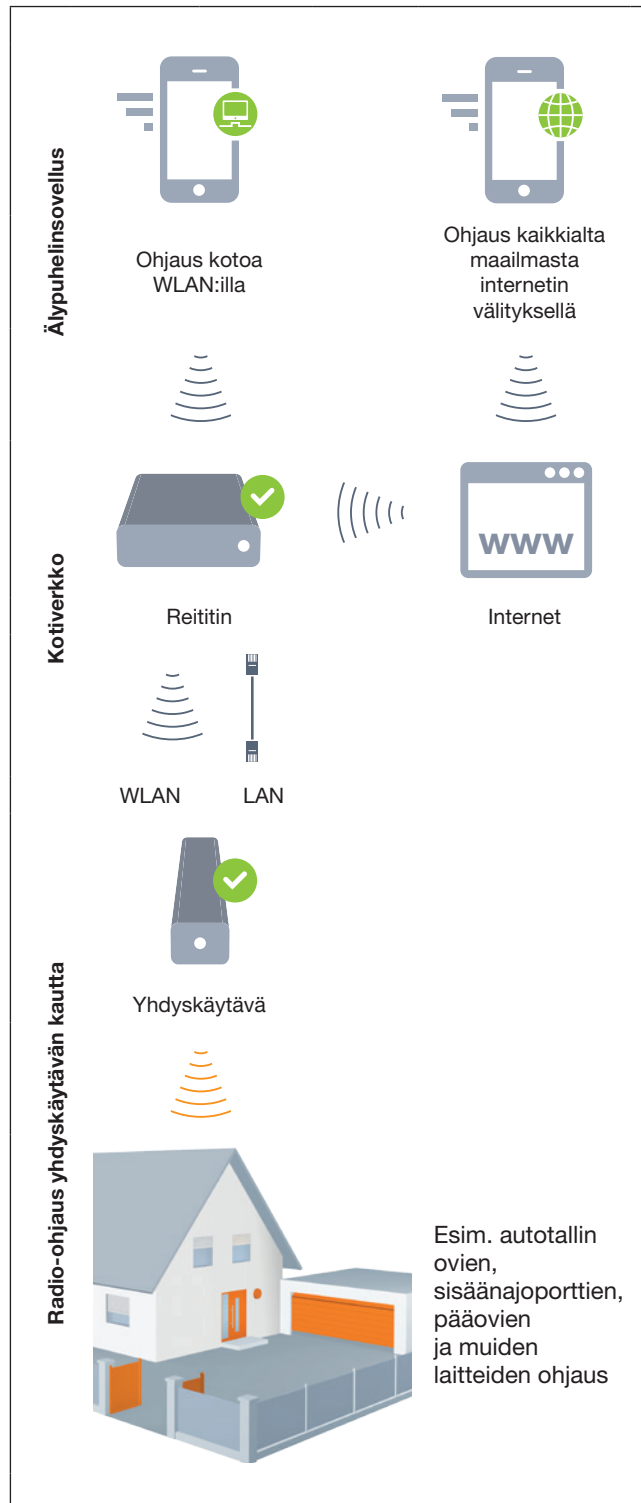 Älypuhelinsovellus
Ohjaus kotoa
WLAN:illa
Ohjaus kaikkialta
maailmasta
internetin
välityksellä
Kotiverkko
www
Reititin
Internet
WLAN
LAN
Radio-ohjaus yhdyskäytävän kautta
Yhdyskäytävä
Esim. autotallin
ovien,
sisäänajoporttien,
pääovien
ja muiden
laitteiden ohjaus